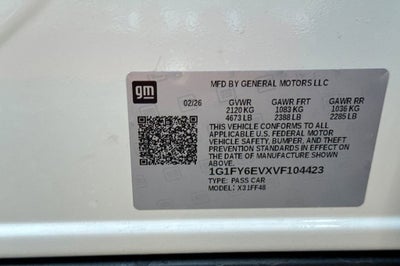 gm
MFD BY GENERAL MOTORS LLC
02/26 GVWR GAWR FRT GAWR RR
2120 KG 1083 KG 1036 KG
4673 LB 2388 LB 2285 LB
THIS VEHICLE CONFORMS TO ALL
APPLICABLE U.S. FEDERAL MOTOR
VEHICLE SAFETY, BUMPER, AND THEFT
PREVENTION STANDARDS IN EFFECT ON
THE DATE OF MANUFACTURE SHOWN
ABOVE.
1G1FY6EVXVF104423
TYPE: PASS CAR
MODEL: X31FF48